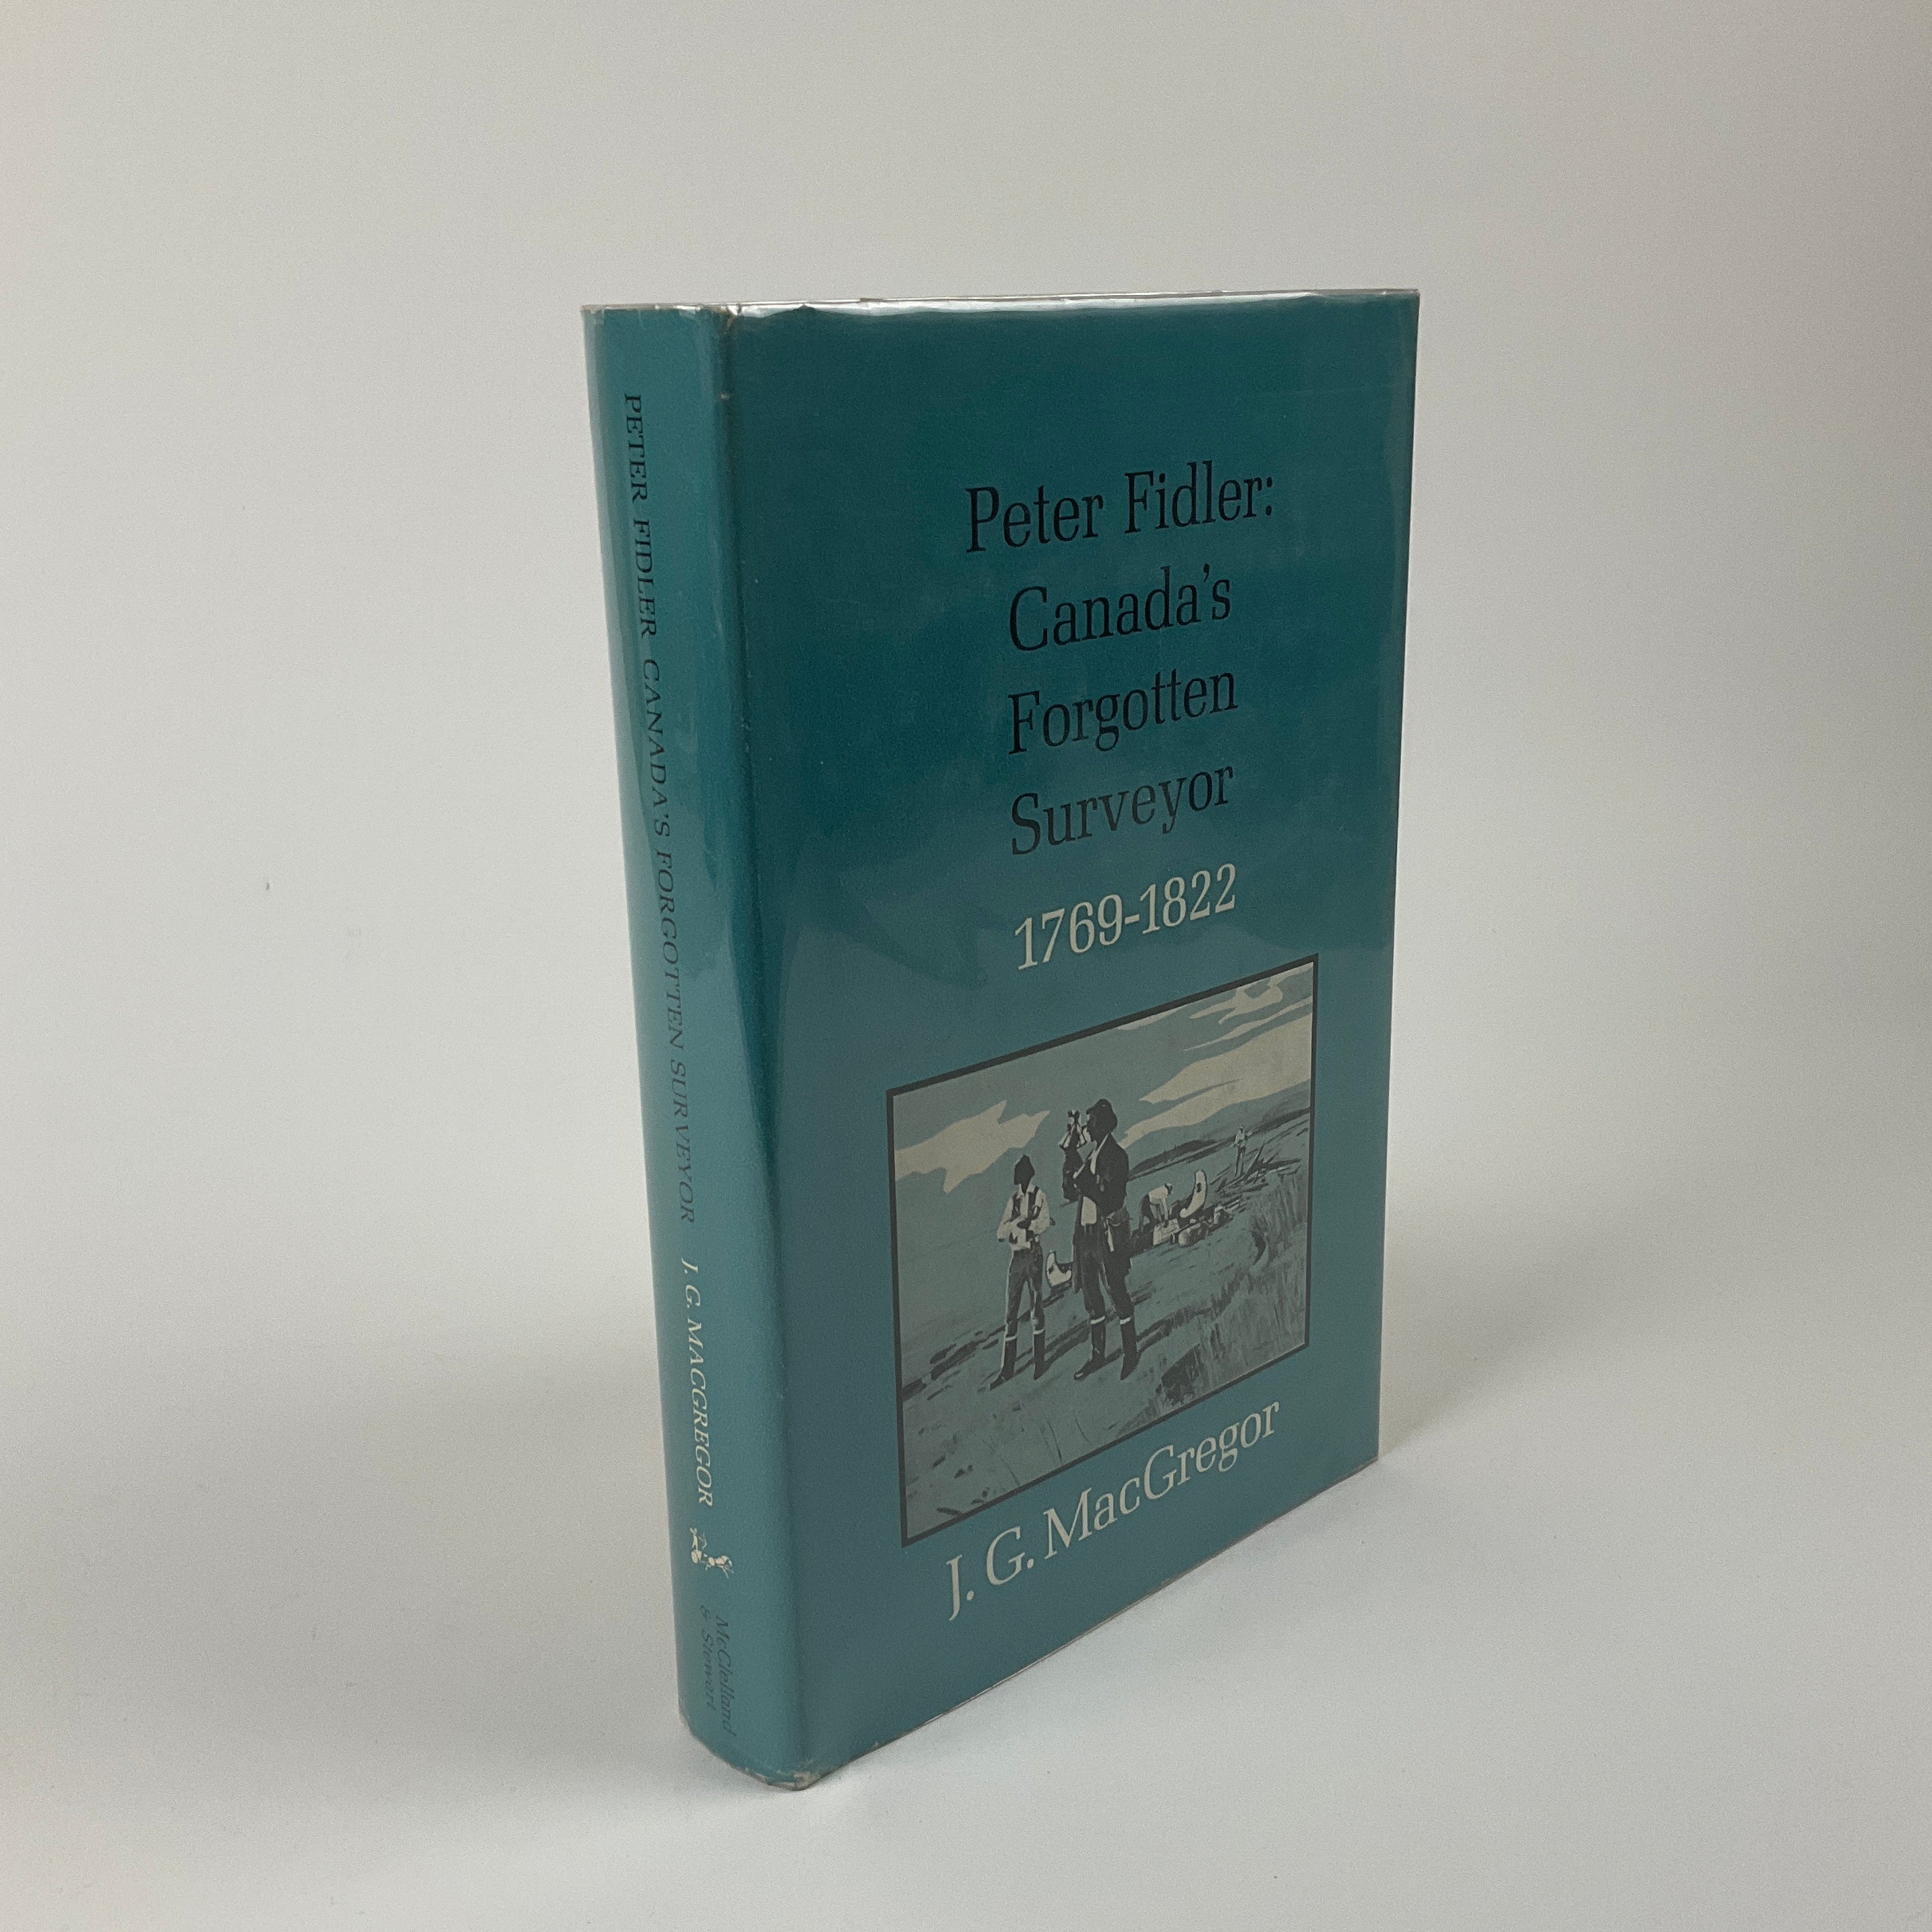 PETER FIDLER CANADA'S FORGOTTEN SURVEYOR J. G. MACGREGOR
McClelland
& Stewart
Peter Fidler:
Canada's
Forgotten
Surveyor
1769-1822
J. G. MacGregor